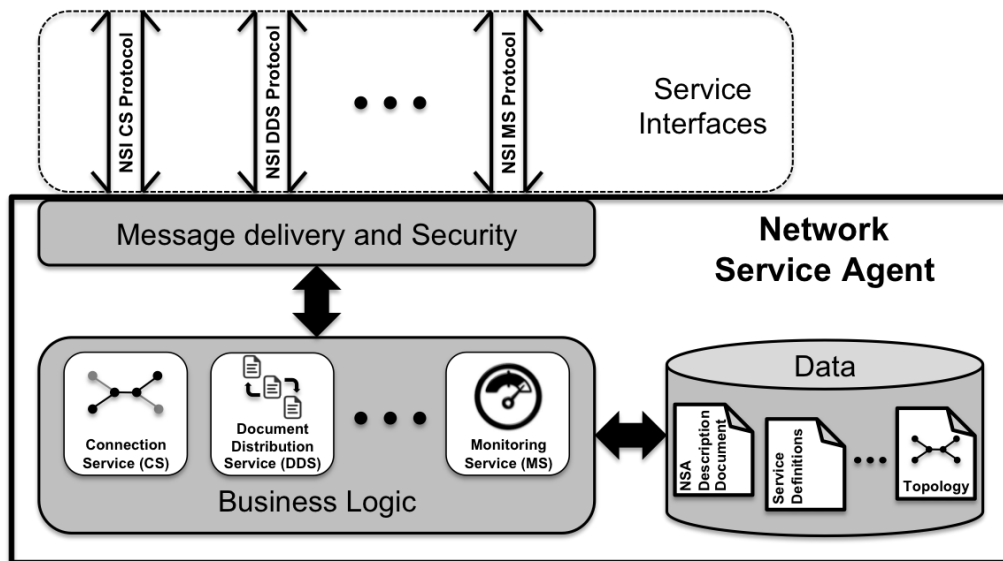 NSI CS Protocol
NSI DDS Protocol
NSI MS Protocol
Service
Interfaces
Message delivery and Security
Network
Service Agent
Connection
Service (CS)
Document
Distribution
Service (DDS)
Monitoring
Service (MS)
Business Logic
Data
NSA
Description
Document
Service
Definitions
Topology